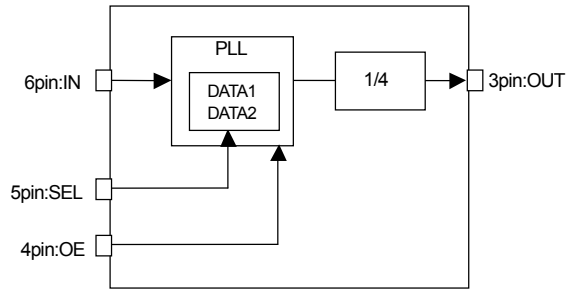 PLL
6pin:IN
DATA1
DATA2
1/4
3pin:OUT
5pin:SEL
4pin:OE